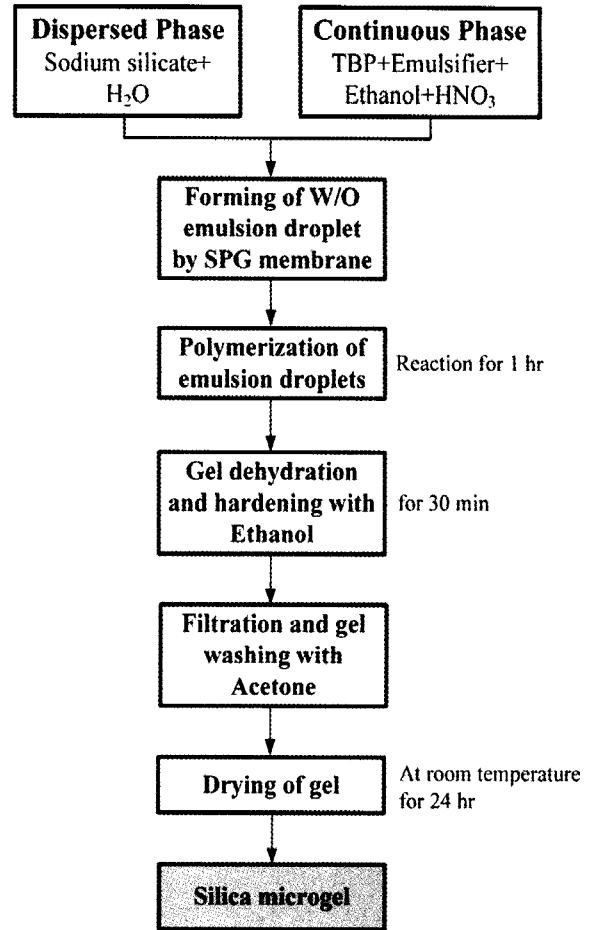 Dispersed Phase
Sodium silicate+
H₂O
Continuous Phase
TBP+Emulsifier+
Ethanol+HNO₃
Forming of W/O
emulsion droplet
by SPG membrane
Polymerization of
emulsion droplets
Reaction for 1 hr
Gel dehydration
and hardening with
Ethanol
for 30 min
Filtration and gel
washing with
Acetone
Drying of gel
At room temperature
for 24 hr
Silica microgel